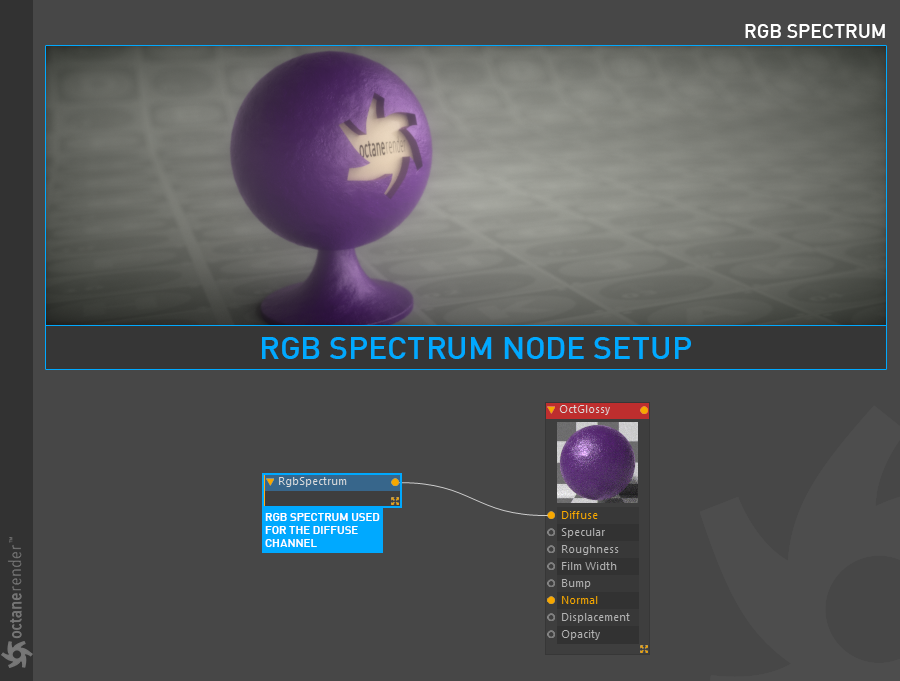 RGB SPECTRUM
octanerender
RGB SPECTRUM NODE SETUP
OctGlossy
RgbSpectrum
RGB SPECTRUM USED
FOR THE DIFFUSE
CHANNEL
Diffuse
Specular
Roughness
Film Width
Bump
Normal
Displacement
Opacity
octanerender™